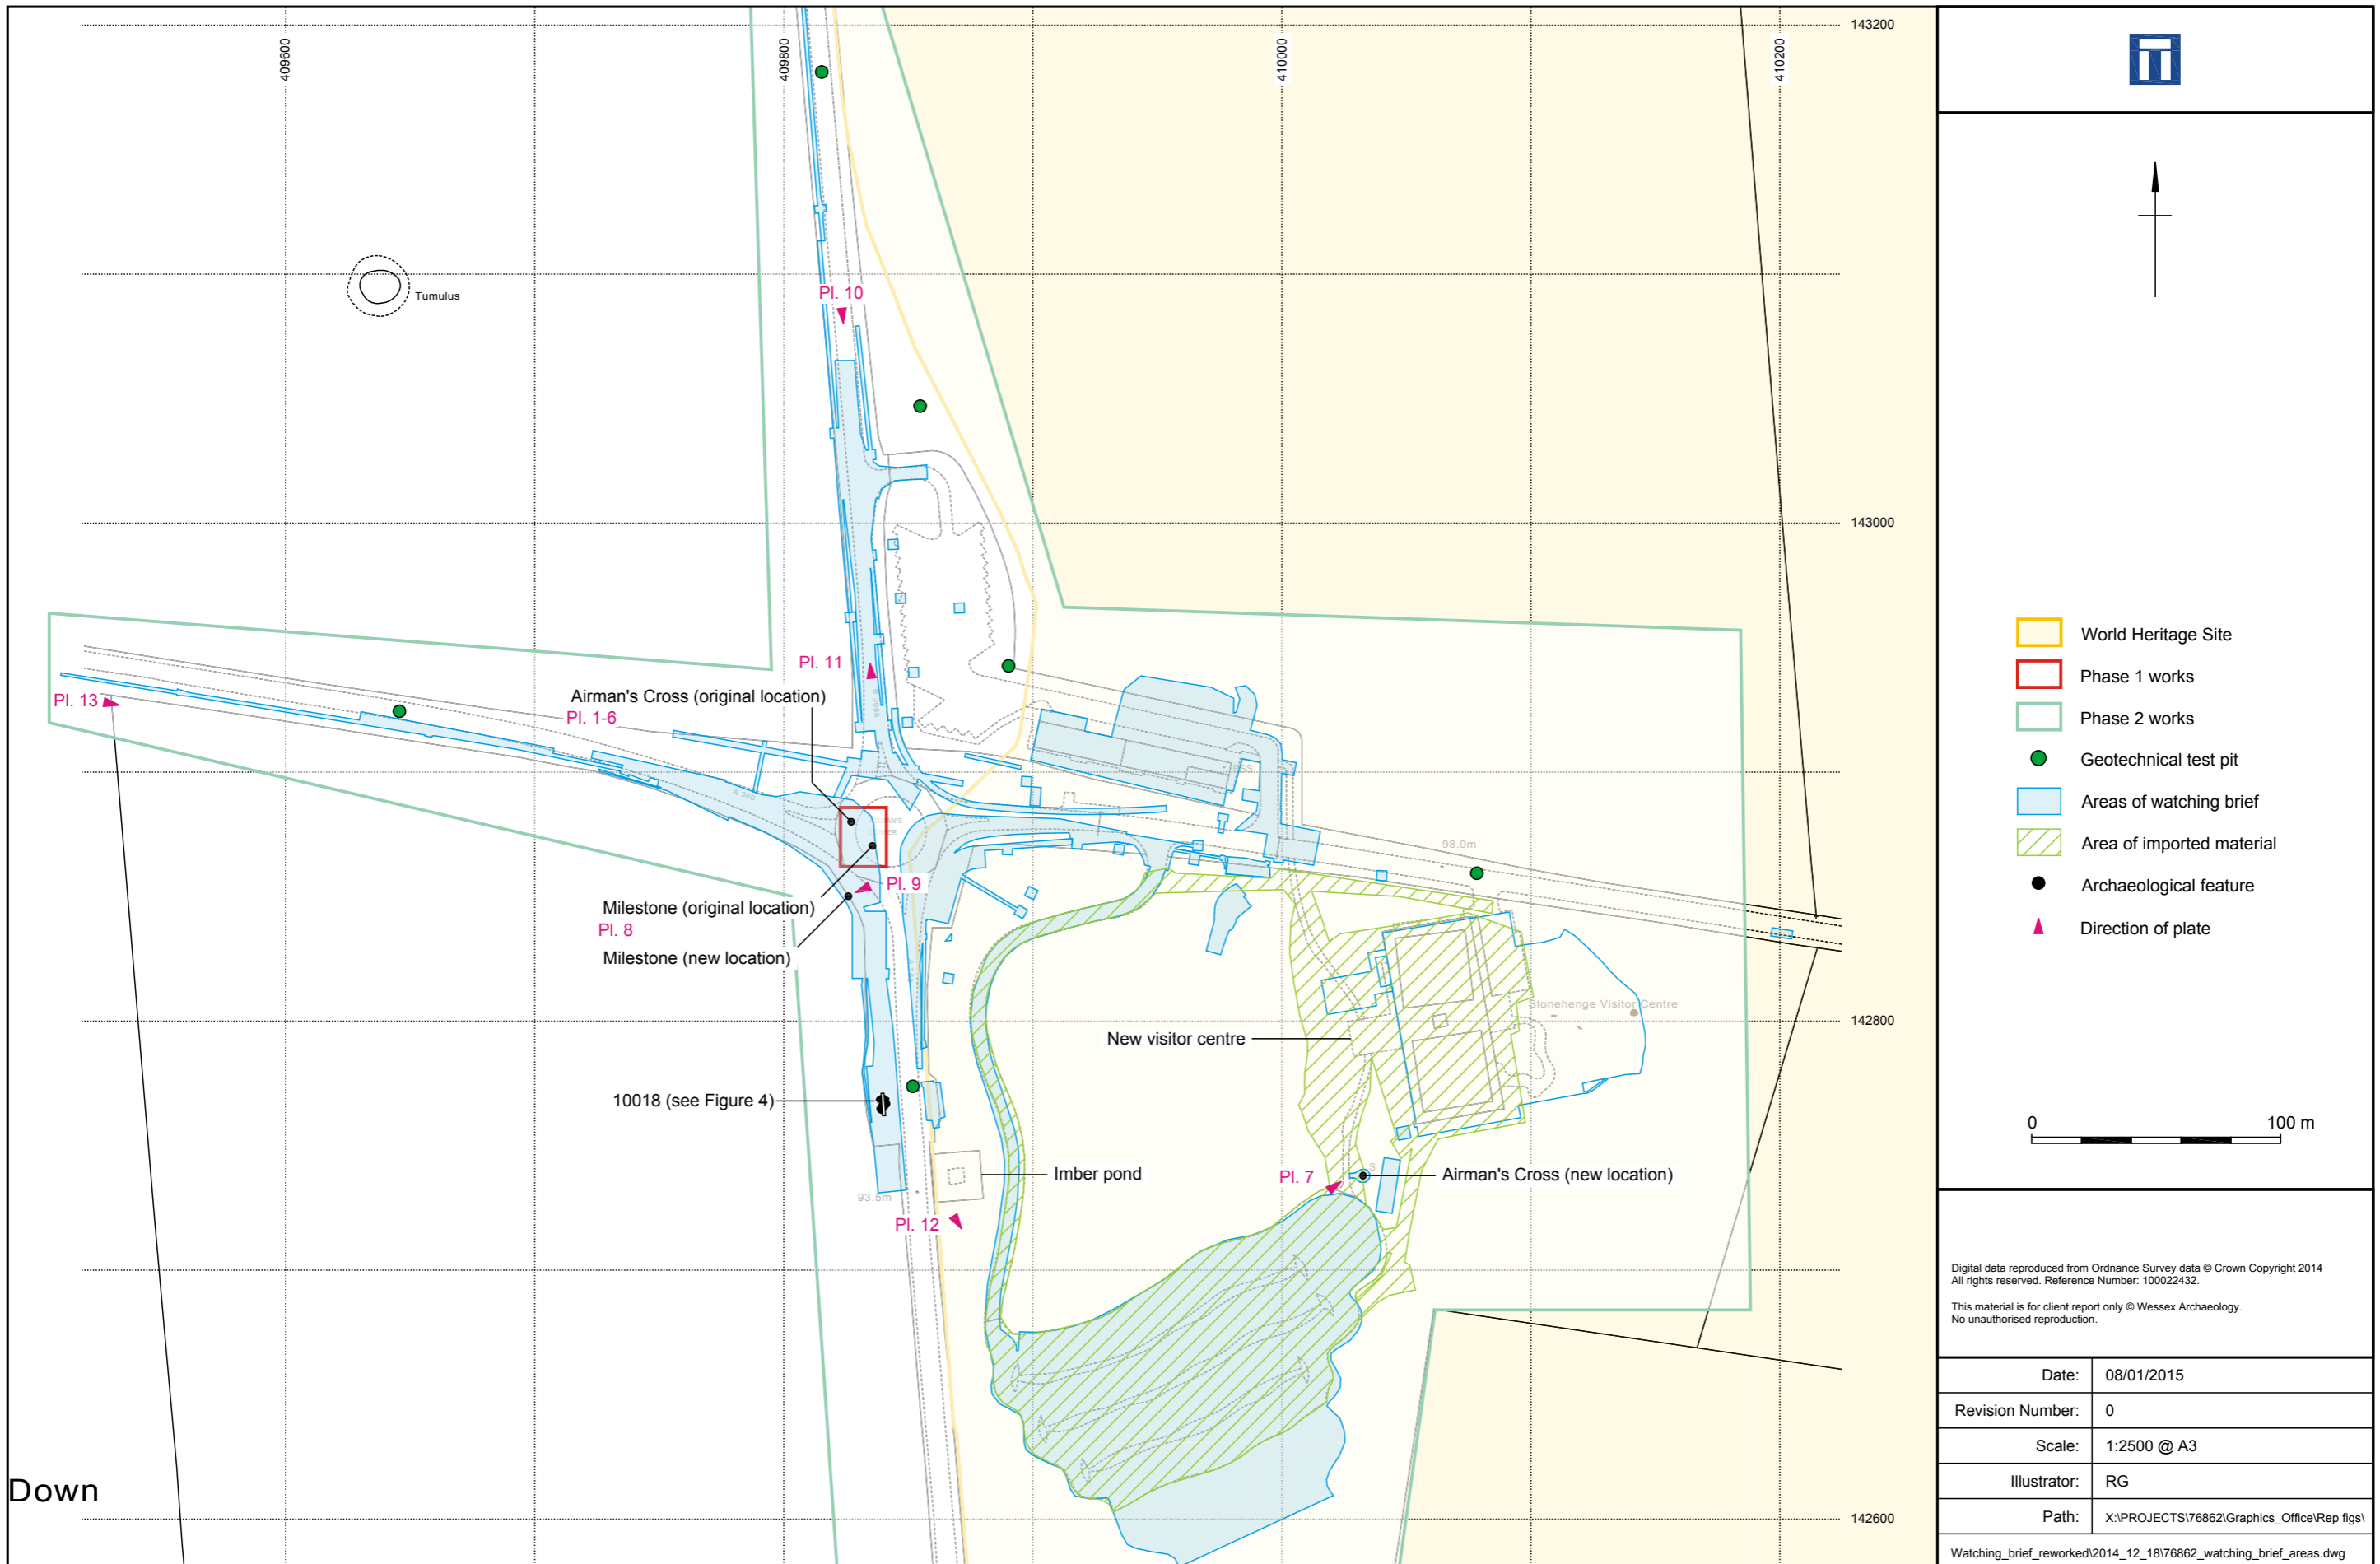 409600
409800
410000
410200
143200
Tumulus
Pl. 10
143000
Pl. 11
Airman's Cross (original location)
Pl. 13
Pl. 1-6
A 360
98.0m
Pl. 9
Milestone (original location)
Pl. 8
Milestone (new location)
Stonehenge Visitor Centre
142800
New visitor centre
10018 (see Figure 4)
Imber pond
Pl. 7
Airman's Cross (new location)
93.5m
Pl. 12
Down
142600
World Heritage Site
Phase 1 works
Phase 2 works
Geotechnical test pit
Areas of watching brief
Area of imported material
Archaeological feature
Direction of plate
0
100 m
Digital data reproduced from Ordnance Survey data © Crown Copyright 2014
All rights reserved. Reference Number: 100022432.
This material is for client report only © Wessex Archaeology.
No unauthorised reproduction.
Date: 08/01/2015
Revision Number: 0
Scale: 1:2500 @ A3
Illustrator: RG
Path: X:\PROJECTS\76862\Graphics_Office\Rep figs\
Watching_brief_reworked\2014_12_18\76862_watching_brief_areas.dwg